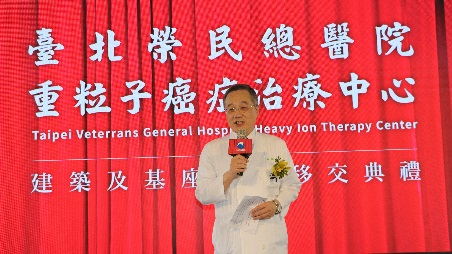 臺北榮民總醫院
重粒子癌症治療中心
Taipei Veterrans General Hosp Heavy Ion Therapy Center
建築及基座 移交典禮